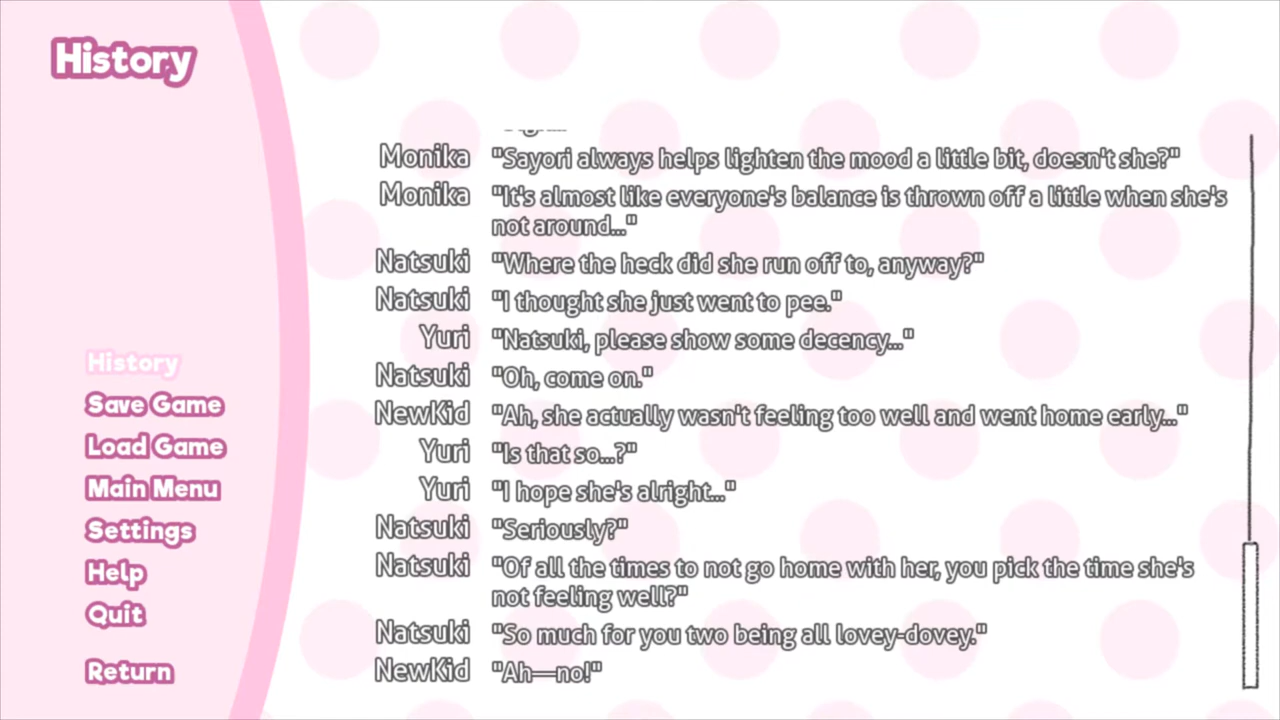 History
Monika "Sayori always helps lighten the mood a little bit, doesn't she?"
Monika "It's almost like everyone's balance is thrown off a little when she's
not around..."
Natsuki "Where the heck did she run off to, anyway?"
Natsuki "I thought she just went to pee."
Yuri "Natsuki, please show some decency..."
Natsuki "Oh, come on."
NewKid "Ah, she actually wasn't feeling too well and went home early..."
Yuri "Is that so...?"
Yuri "I hope she's alright..."
Natsuki "Seriously?"
Natsuki "Of all the times to not go home with her, you pick the time she's
not feeling well?"
Natsuki "So much for you two being all lovey-dovey."
NewKid "Ah—no!"
History
Save Game
Load Game
Main Menu
Settings
Help
Quit
Return